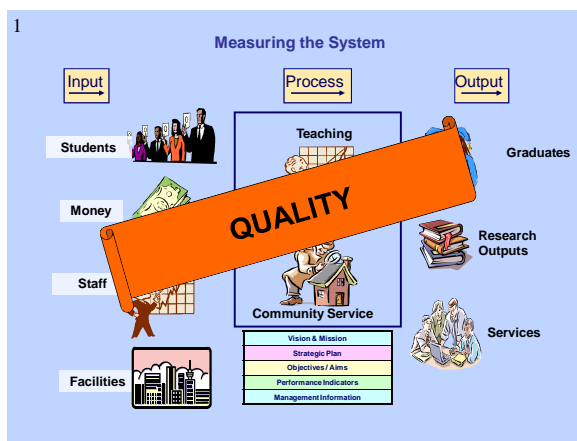 1
Measuring the System
Input
Process
Output
Students
Teaching
Graduates
Money
QUALITY
Research
Outputs
Staff
Community Service
Services
Facilities
Vision & Mission
Strategic Plan
Objectives / Aims
Performance Indicators
Management Information